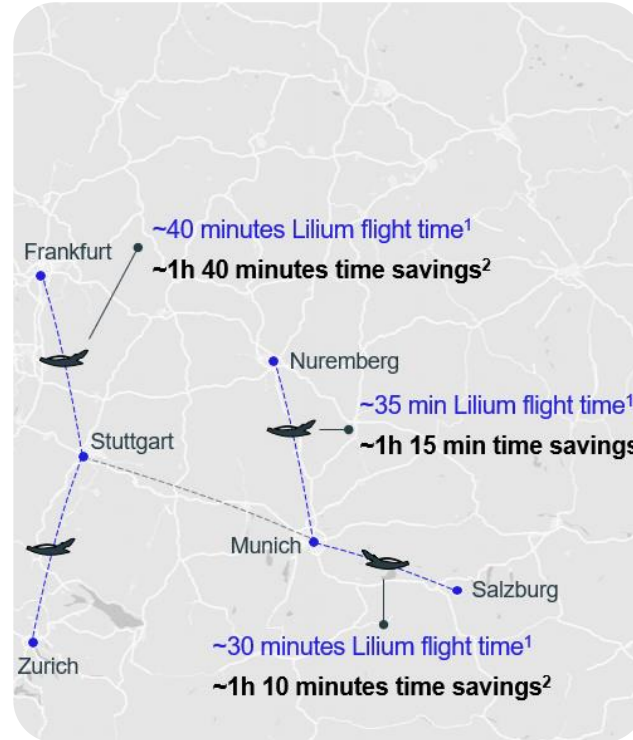 ~40 minutes Lilium flight time¹
~1h 40 minutes time savings²
Frankfurt
Nuremberg
~35 min Lilium flight time¹
~1h 15 min time savings
Stuttgart
Munich
Salzburg
~30 minutes Lilium flight time¹
~1h 10 minutes time savings²
Zurich